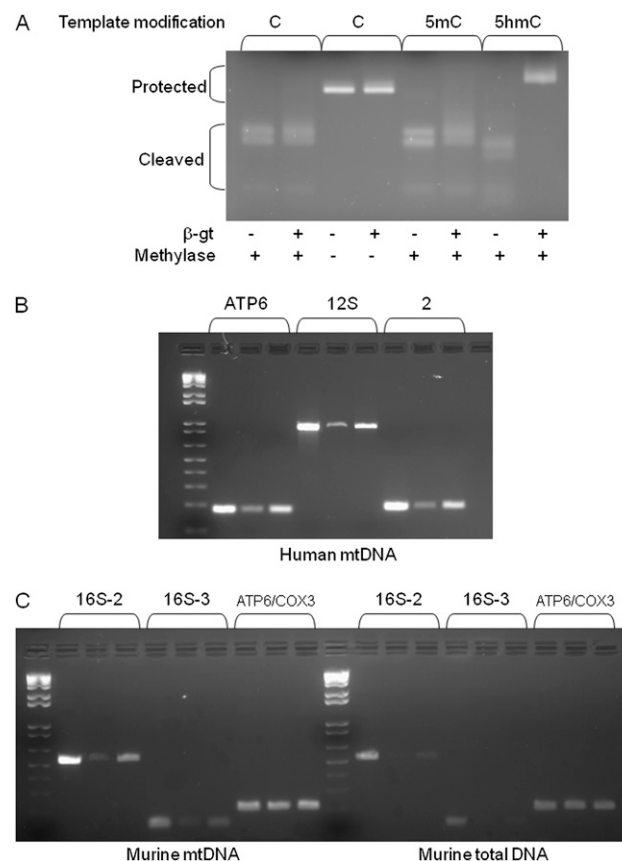 A
Template modification C C 5mC 5hmC
Protected
Cleaved
β-gt - + - + - + - +
Methylase + + - - + + + +
B
ATP6 12S 2
Human mtDNA
C
16S-2 16S-3 ATP6/COX3 16S-2 16S-3 ATP6/COX3
Murine mtDNA Murine total DNA